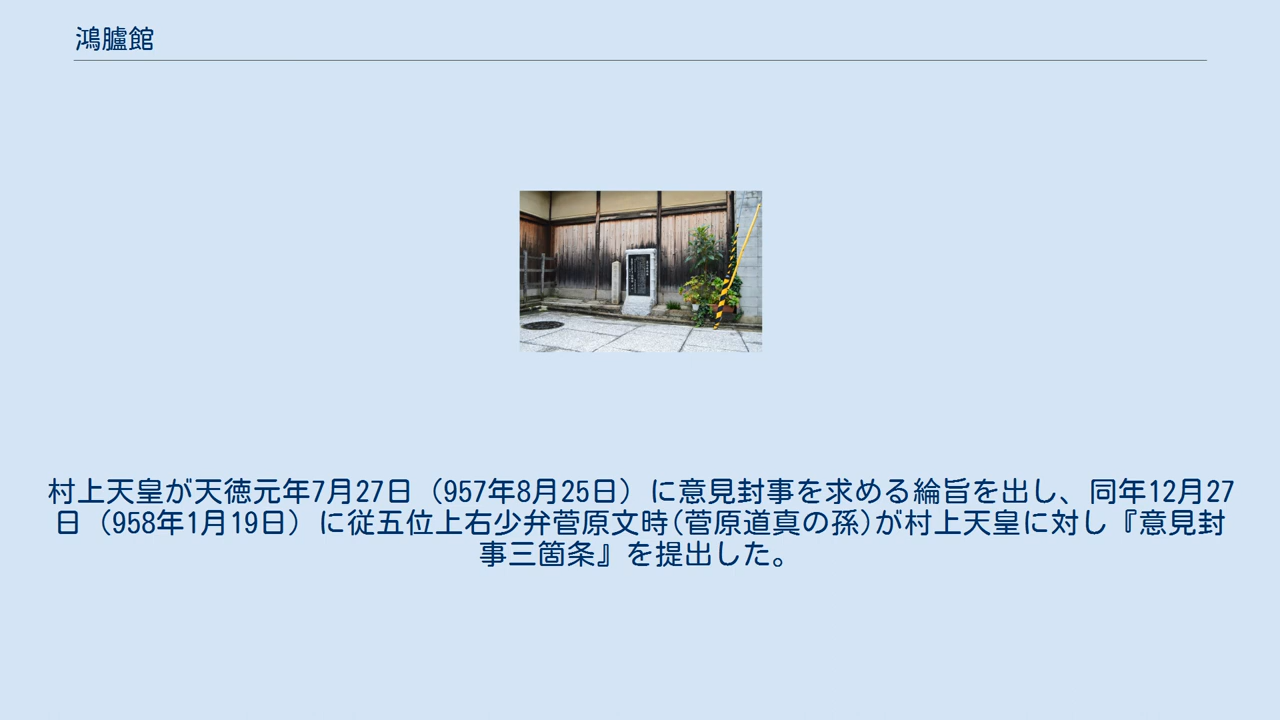 鴻臚館
村上天皇が天徳元年7月27日（957年8月25日）に意見封事を求める綸旨を出し、同年12月27
日（958年1月19日）に従五位上右少弁菅原文時(菅原道真の孫)が村上天皇に対し『意見封
事三箇条』を提出した。